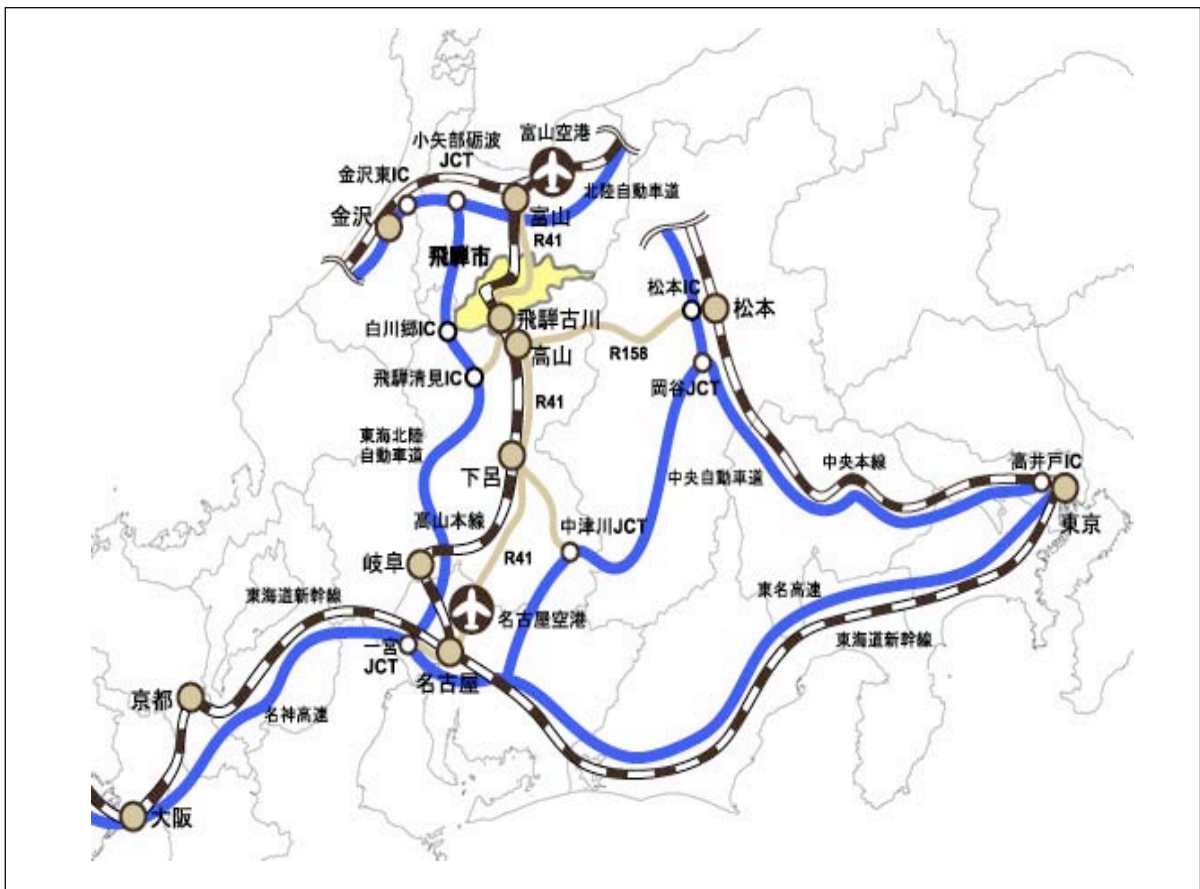 小矢部砺波
JCT
富山空港
金沢東IC
北陸自動車道
金沢
富山
R41
飛騨市
松本IC
松本
飛騨古川
白川郷IC
高山
R158
飛騨清見IC
岡谷JCT
R41
東海北陸
自動車道
中央本線
高井戸IC
下呂
中央自動車道
東京
高山本線
中津川JCT
岐阜
R41
東海道新幹線
名古屋空港
東名高速
東海道新幹線
一宮
JCT
名古屋
京都
名神高速
大阪